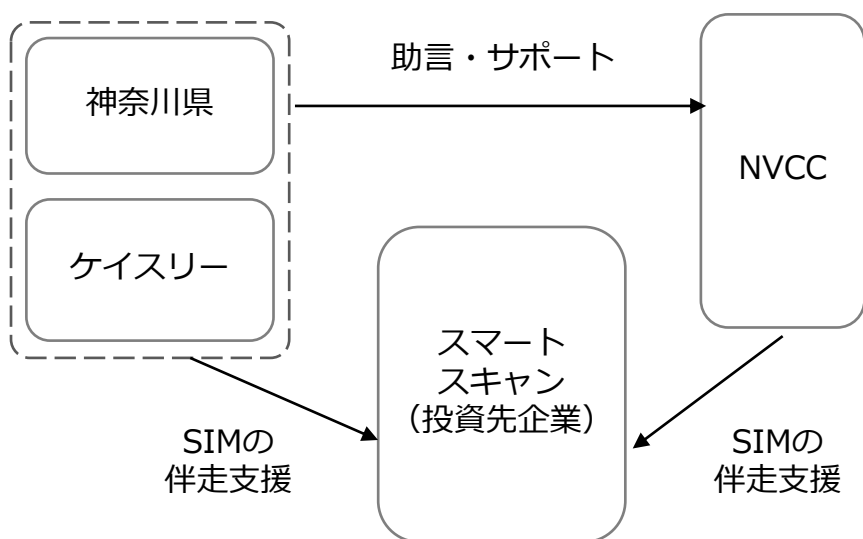 神奈川県
助言・サポート
NVCC
ケイスリー
スマート
スキャン
（投資先企業）
SIMの
伴走支援
SIMの
伴走支援